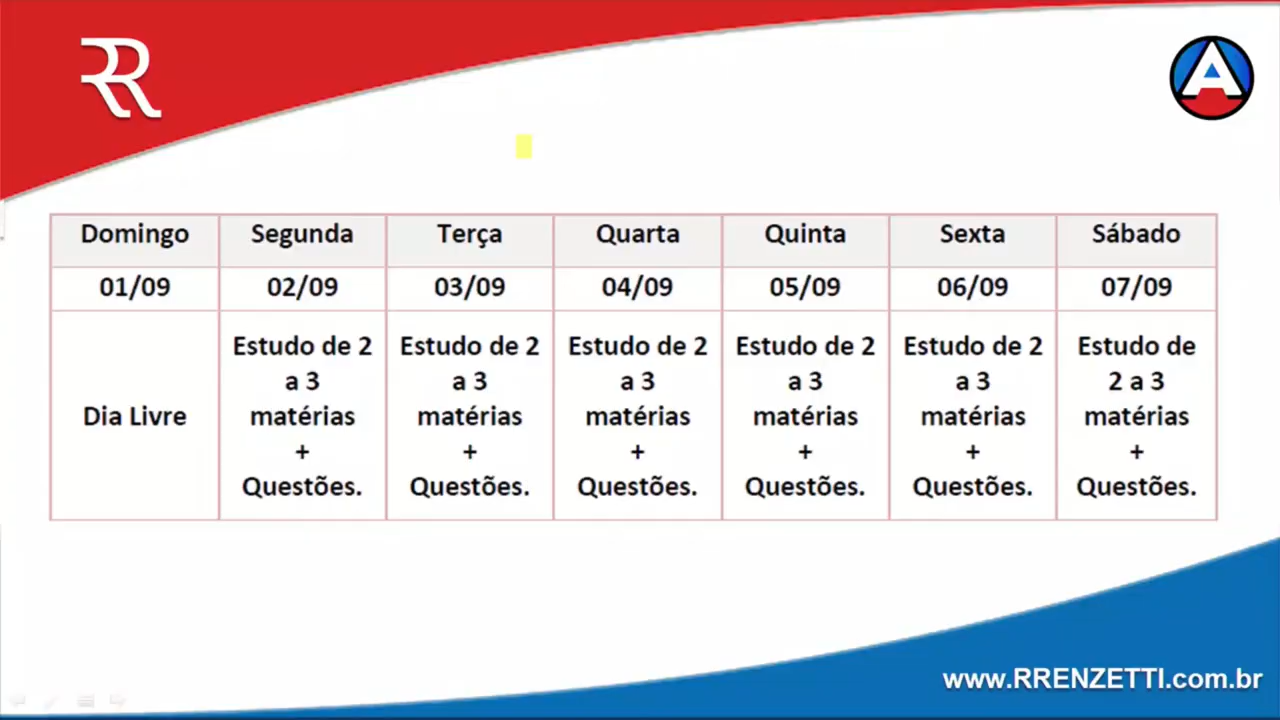 RR
A
Domingo Segunda Terça Quarta Quinta Sexta Sábado
01/09 02/09 03/09 04/09 05/09 06/09 07/09
Dia Livre
Estudo de 2
a 3
matérias
+
Questões.
Estudo de 2
a 3
matérias
+
Questões.
Estudo de 2
a 3
matérias
+
Questões.
Estudo de 2
a 3
matérias
+
Questões.
Estudo de 2
a 3
matérias
+
Questões.
Estudo de
2 a 3
matérias
+
Questões.
www.RRENZETTI.com.br